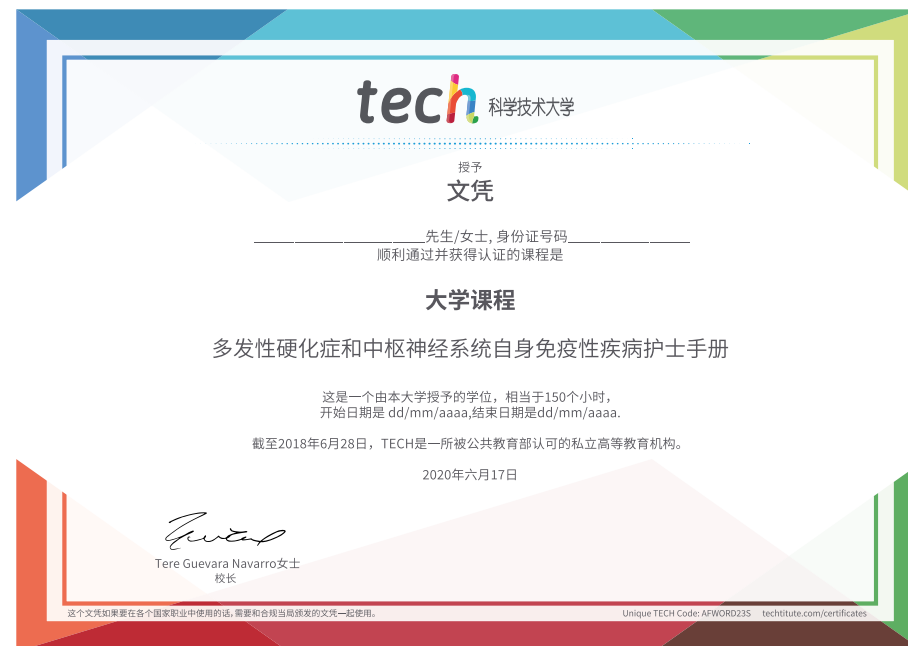 tech 科学技术大学
授予
文凭
________________________先生/女士, 身份证号码_________________
顺利通过并获得认证的课程是
大学课程
多发性硬化症和中枢神经系统自身免疫性疾病护士手册
这是一个由本大学授予的学位，相当于150个小时，
开始日期是 dd/mm/aaaa,结束日期是dd/mm/aaaa.
截至2018年6月28日，TECH是一所被公共教育部认可的私立高等教育机构。
2020年六月17日
Tere Guevara Navarro女士
校长
这个文凭如果要在各个国家职业中使用的话,需要和合规当局颁发的文凭一起使用。
Unique TECH Code: AFWORD23S techtitute.com/certificates